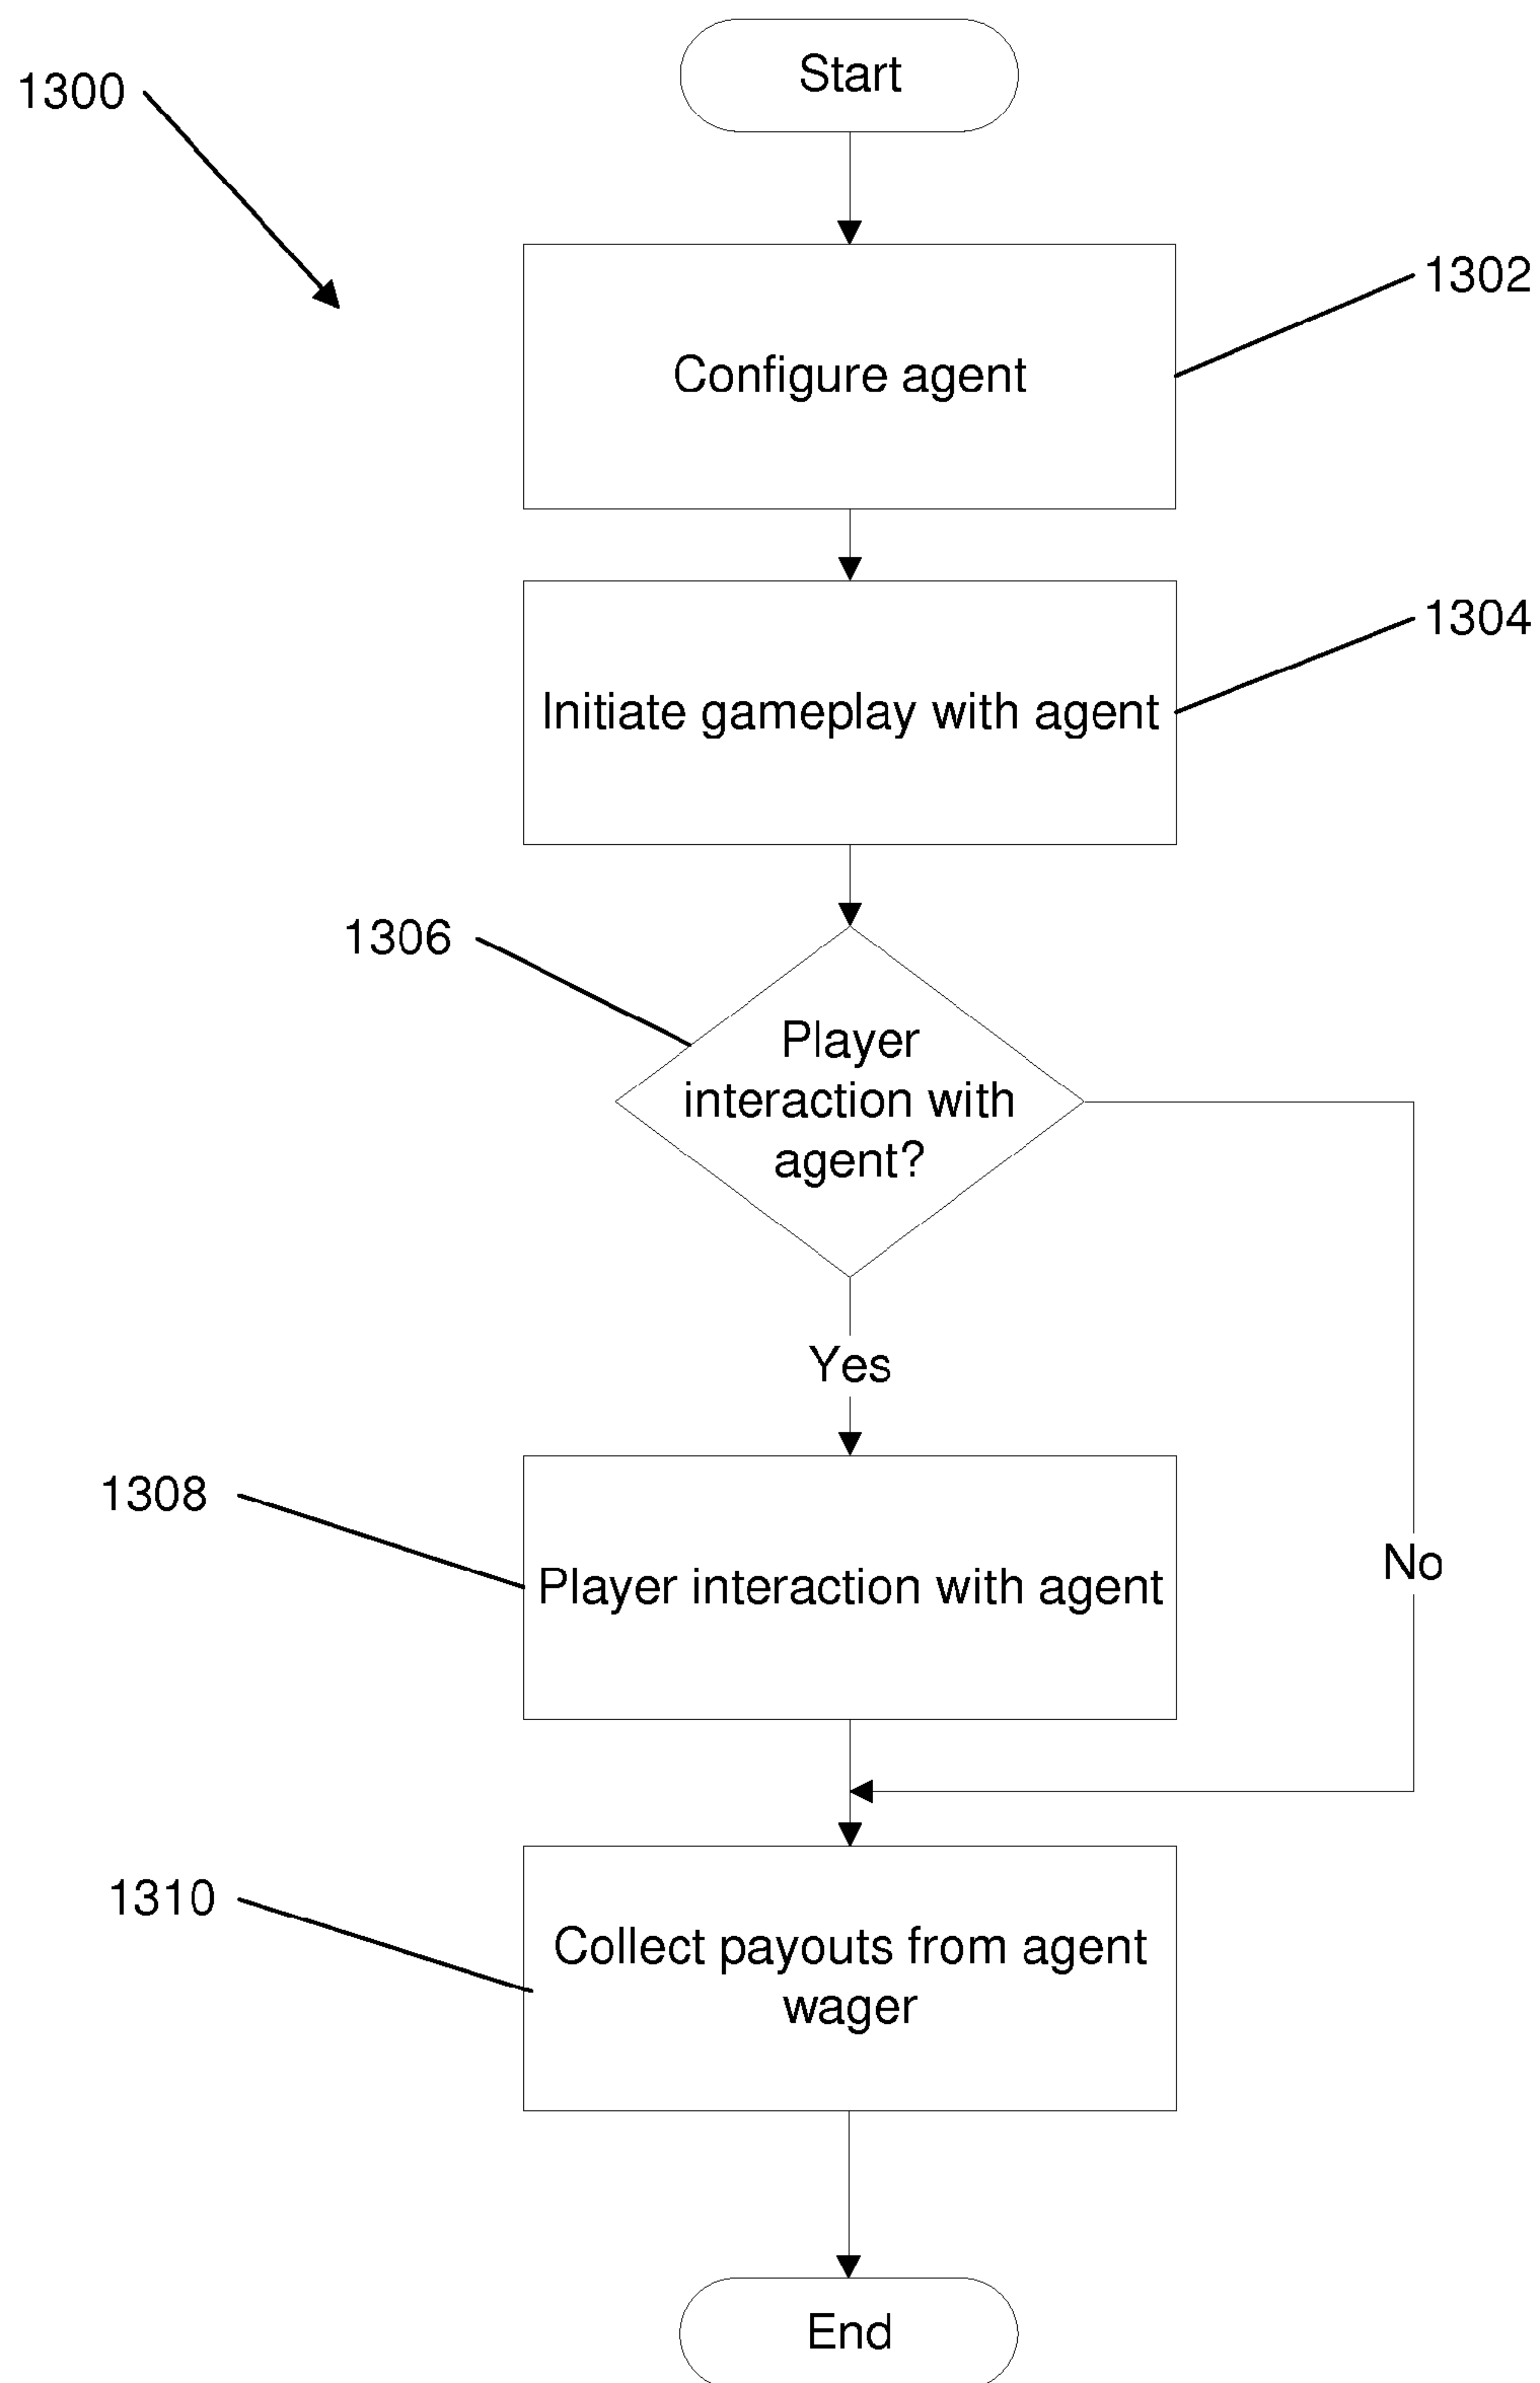 Start
1300
1302
Configure agent
1304
Initiate gameplay with agent
1306
Player
interaction with
agent?
Yes
1308
No
Player interaction with agent
1310
Collect payouts from agent
wager
End